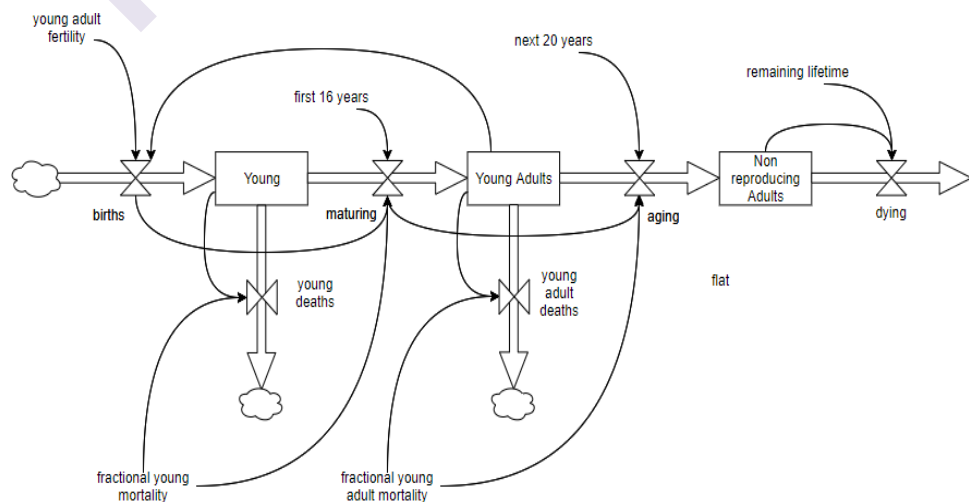 young adult
fertility
next 20 years
remaining lifetime
first 16 years
Young
Young Adults
Non
reproducing
Adults
births
maturing
aging
dying
young
deaths
young
adult
deaths
flat
fractional young
mortality
fractional young
adult mortality